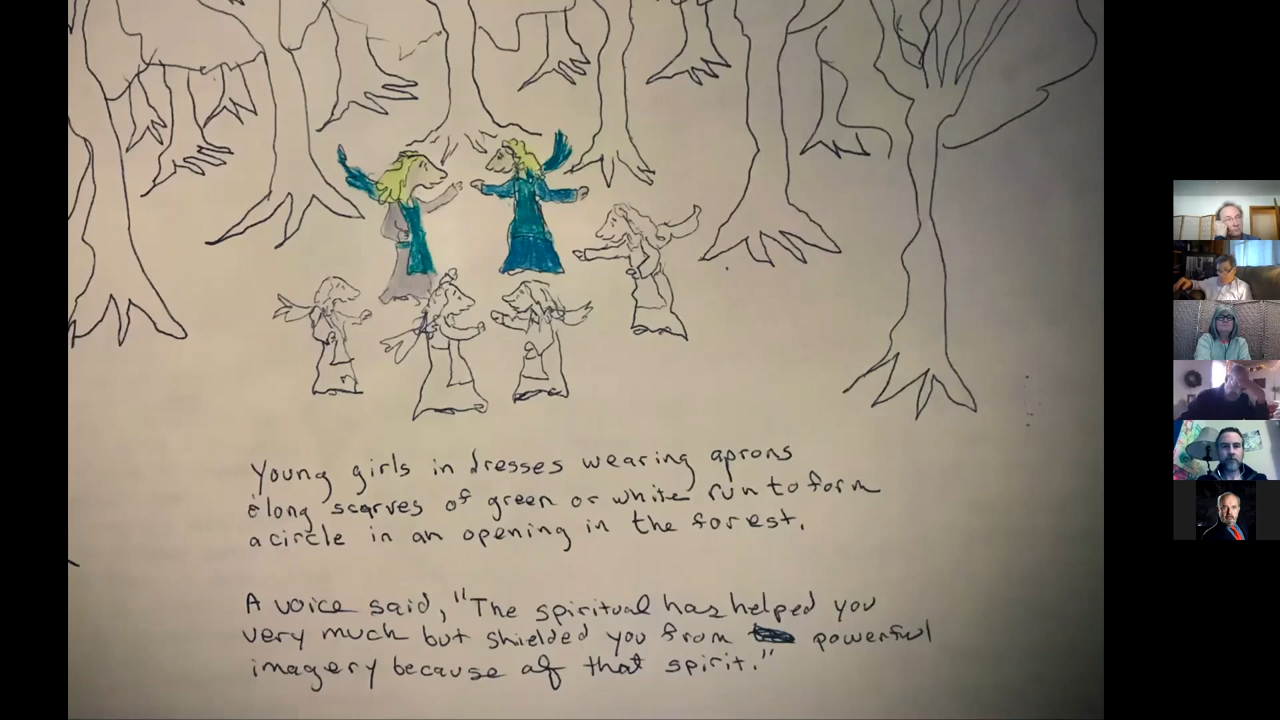 Young girls in dresses wearing aprons
& long scarves of green or white run to form
a circle in an opening in the forest.
A voice said, "The spiritual has helped you
very much but shielded you from powerful
imagery because of that spirit."